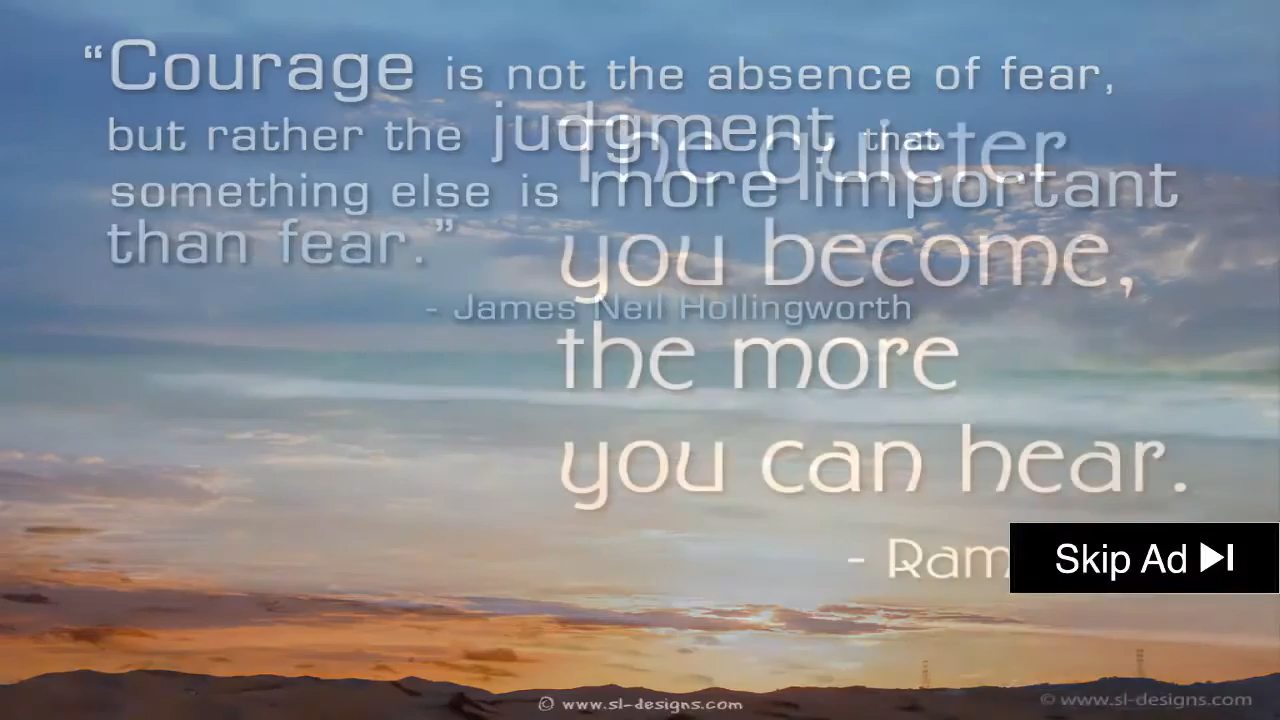 “Courage is not the absence of fear,
but rather the judgment, that
something else is more important
than fear.”
- James Neil Hollingworth
The quieter
you become,
the more
you can hear.
-
Skip Ad
© www.sl-designs.com
© www.sl-designs.com